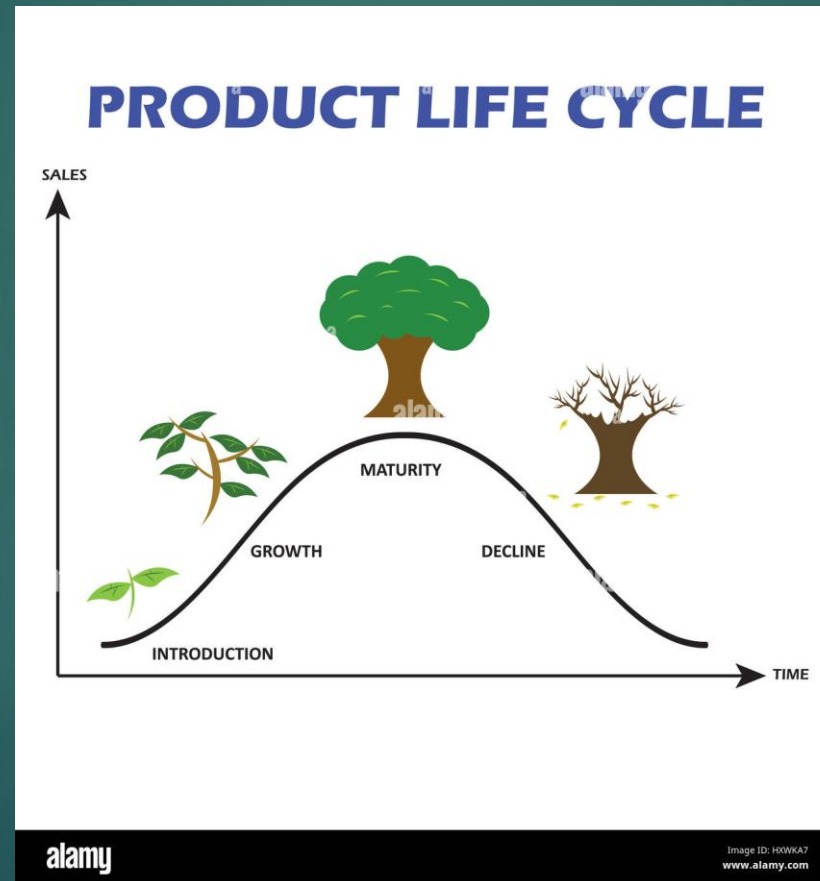 PRODUCT LIFE CYCLE
SALES
MATURITY
GROWTH
DECLINE
INTRODUCTION
TIME
alamy
Image ID: HXWKA7
www.alamy.com